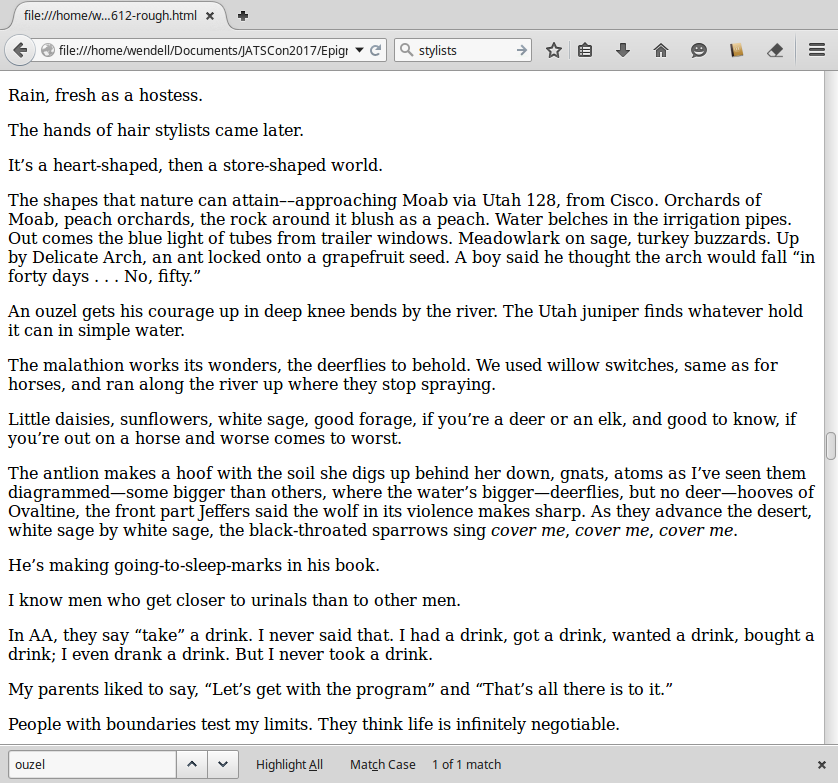 file:///home/w...612-rough.html
file:///home/wendell/Documents/JATSCon2017/Epigr
stylists
Rain, fresh as a hostess.
The hands of hair stylists came later.
It’s a heart-shaped, then a store-shaped world.
The shapes that nature can attain––approaching Moab via Utah 128, from Cisco. Orchards of
Moab, peach orchards, the rock around it blush as a peach. Water belches in the irrigation pipes.
Out comes the blue light of tubes from trailer windows. Meadowlark on sage, turkey buzzards. Up
by Delicate Arch, an ant locked onto a grapefruit seed. A boy said he thought the arch would fall “in
forty days . . . No, fifty.”
An ouzel gets his courage up in deep knee bends by the river. The Utah juniper finds whatever hold
it can in simple water.
The malathion works its wonders, the deerflies to behold. We used willow switches, same as for
horses, and ran along the river up where they stop spraying.
Little daisies, sunflowers, white sage, good forage, if you’re a deer or an elk, and good to know, if
you’re out on a horse and worse comes to worst.
The antlion makes a hoof with the soil she digs up behind her down, gnats, atoms as I’ve seen them
diagrammed—some bigger than others, where the water’s bigger—deerflies, but no deer—hooves of
Ovaltine, the front part Jeffers said the wolf in its violence makes sharp. As they advance the desert,
white sage by white sage, the black-throated sparrows sing cover me, cover me, cover me.
He’s making going-to-sleep-marks in his book.
I know men who get closer to urinals than to other men.
In AA, they say “take” a drink. I never said that. I had a drink, got a drink, wanted a drink, bought a
drink; I even drank a drink. But I never took a drink.
My parents liked to say, “Let’s get with the program” and “That’s all there is to it.”
People with boundaries test my limits. They think life is infinitely negotiable.
ouzel
Highlight All
Match Case
1 of 1 match